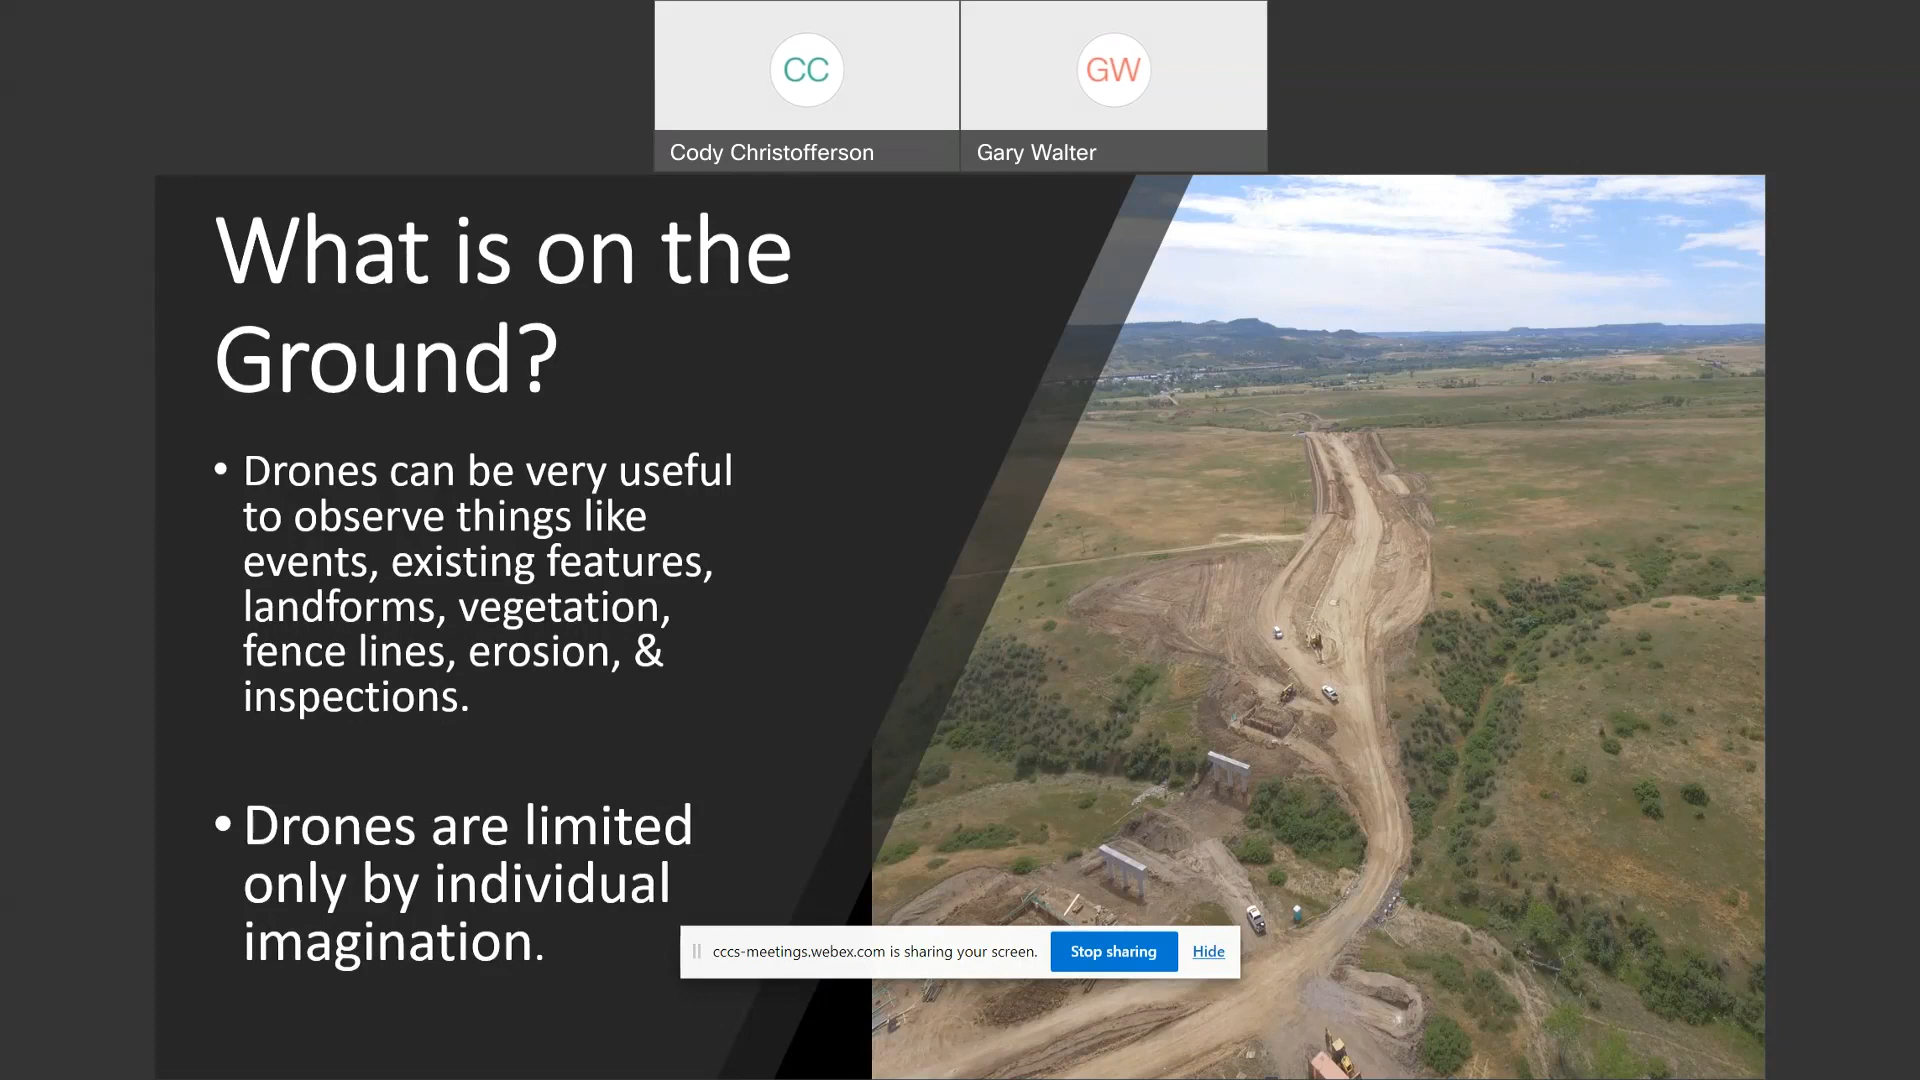 CC
GW
Cody Christofferson
Gary Walter
What is on the
Ground?
• Drones can be very useful
to observe things like
events, existing features,
landforms, vegetation,
fence lines, erosion, &
inspections.
• Drones are limited
only by individual
imagination.
cccs-meetings.webex.com is sharing your screen.
Stop sharing
Hide